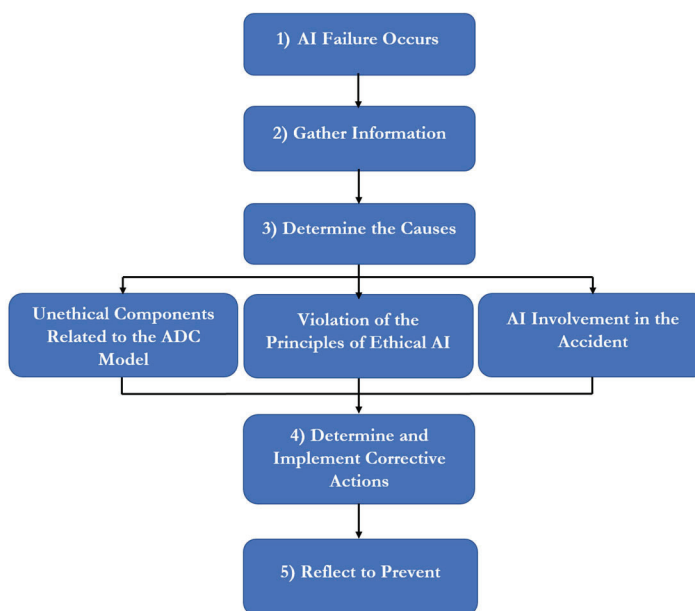 1) AI Failure Occurs
2) Gather Information
3) Determine the Causes
Unethical Components
Related to the ADC
Model
Violation of the
Principles of Ethical AI
AI Involvement in the
Accident
4) Determine and
Implement Corrective
Actions
5) Reflect to Prevent